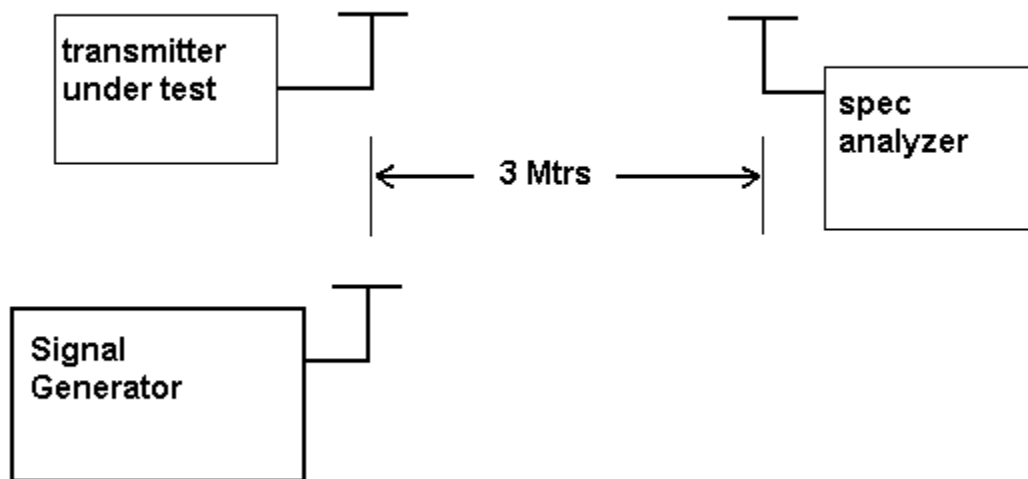 transmitter
under test
spec
analyzer
3 Mtrs
Signal
Generator